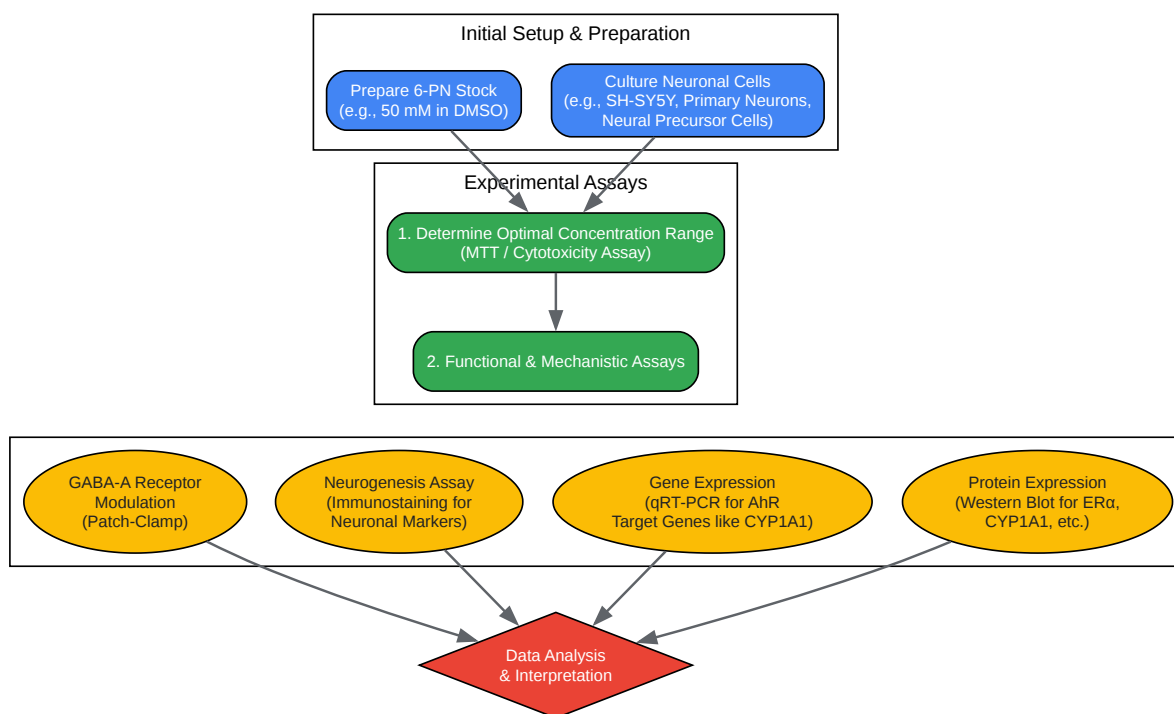 Initial Setup & Preparation
Prepare 6-PN Stock
(e.g., 50 mM in DMSO)
Culture Neuronal Cells
(e.g., SH-SY5Y, Primary Neurons,
Neural Precursor Cells)
Experimental Assays
1. Determine Optimal Concentration Range
(MTT / Cytotoxicity Assay)
2. Functional & Mechanistic Assays
GABA-A Receptor
Modulation
(Patch-Clamp)
Neurogenesis Assay
(Immunostaining for
Neuronal Markers)
Gene Expression
(qRT-PCR for AhR
Target Genes like CYP1A1)
Protein Expression
(Western Blot for ERα,
CYP1A1, etc.)
Data Analysis
& Interpretation